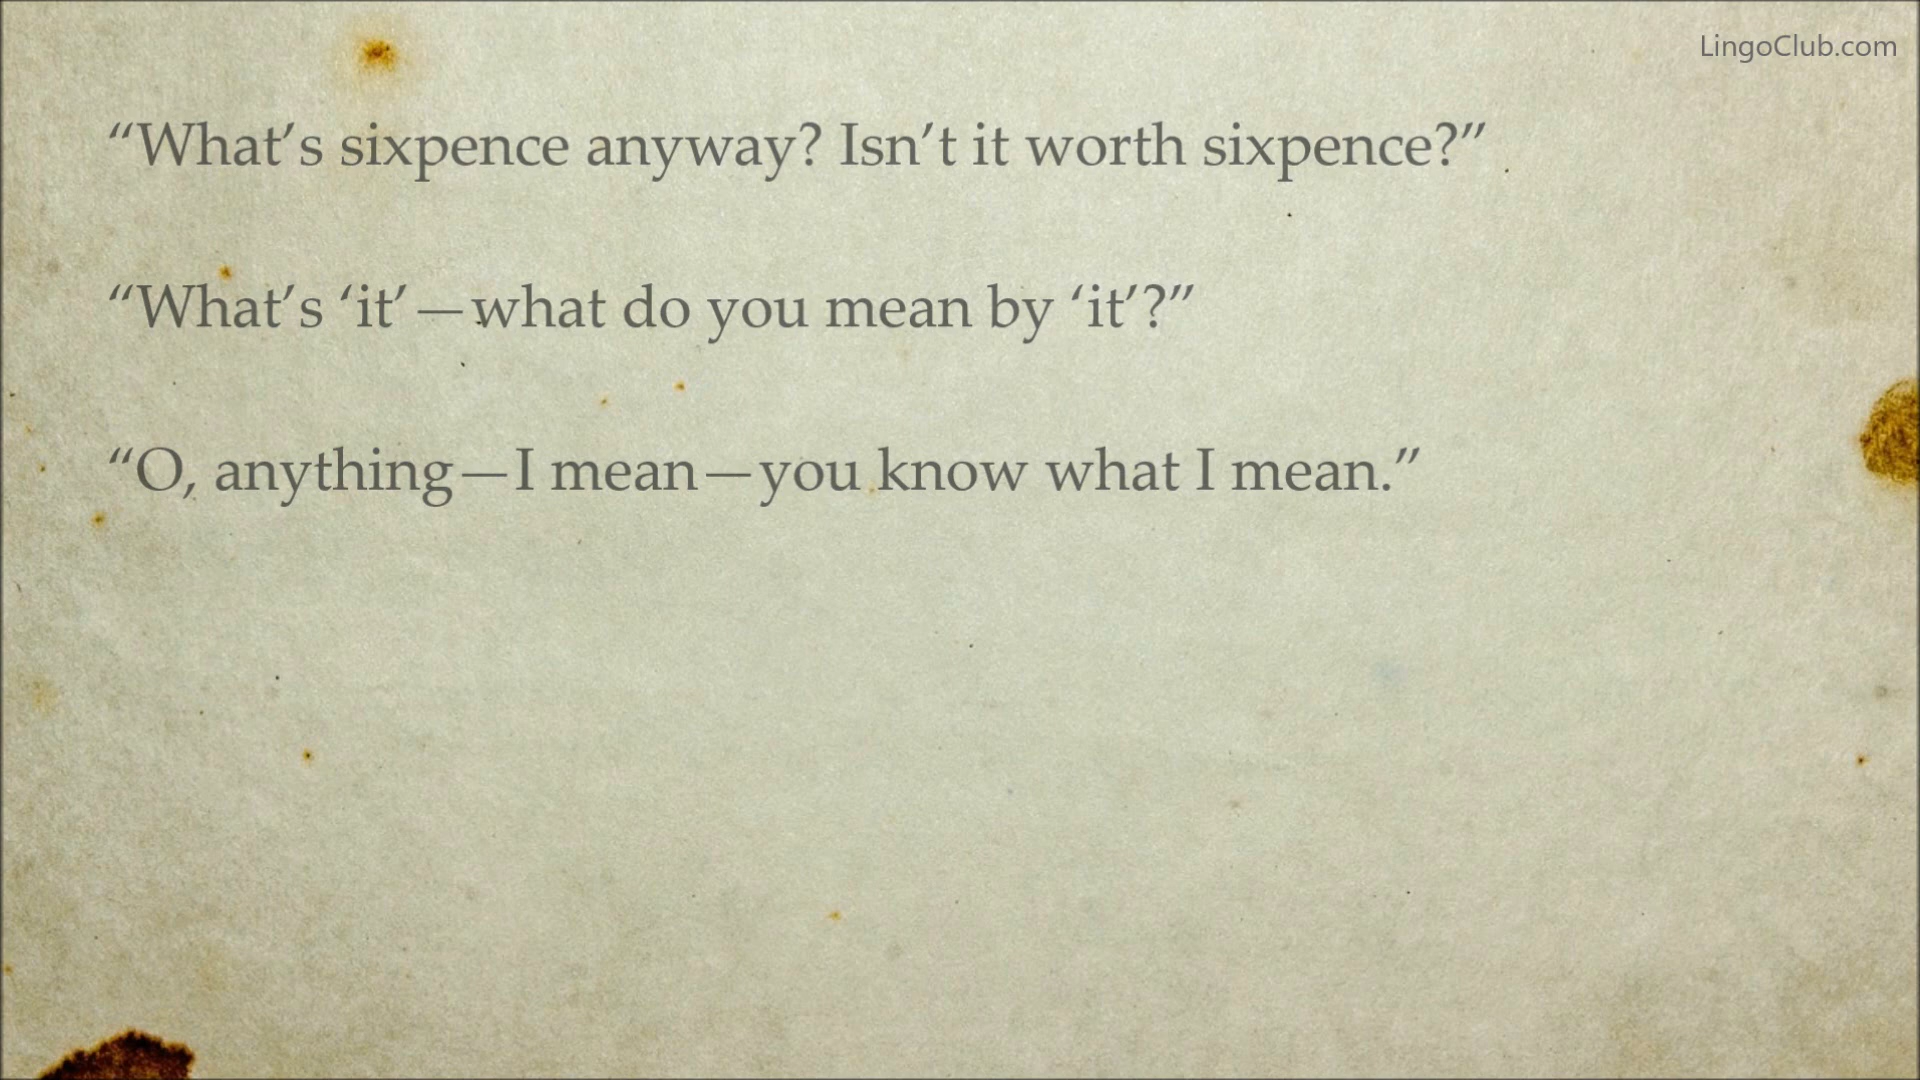 LingoClub.com
“What’s sixpence anyway? Isn’t it worth sixpence?”
“What’s ‘it’—what do you mean by ‘it’?”
“O, anything—I mean—you know what I mean.”